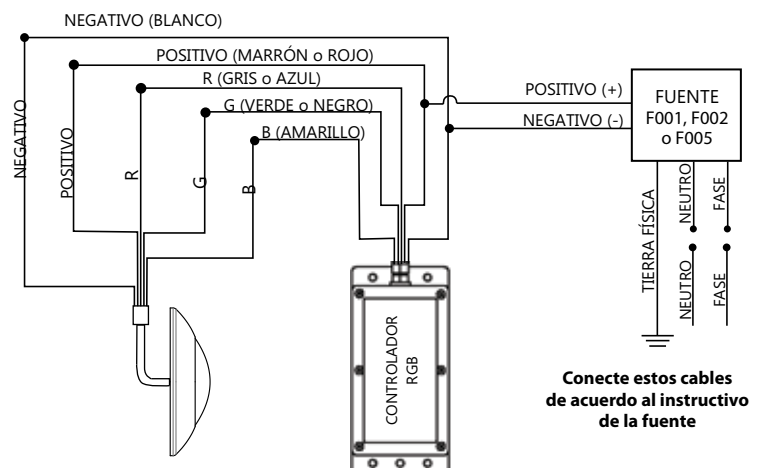 NEGATIVO (BLANCO)
POSITIVO (MARRÓN o ROJO)
R (GRIS o AZUL)
G (VERDE o NEGRO)
B (AMARILLO)
NEGATIVO
POSITIVO
R
G
B
POSITIVO (+)
NEGATIVO (-)
FUENTE
F001, F002
o F005
TIERRA FÍSICA
NEUTRO
FASE
NEUTRO
FASE
CONTROLADOR
RGB
Conecte estos cables
de acuerdo al instructivo
de la fuente